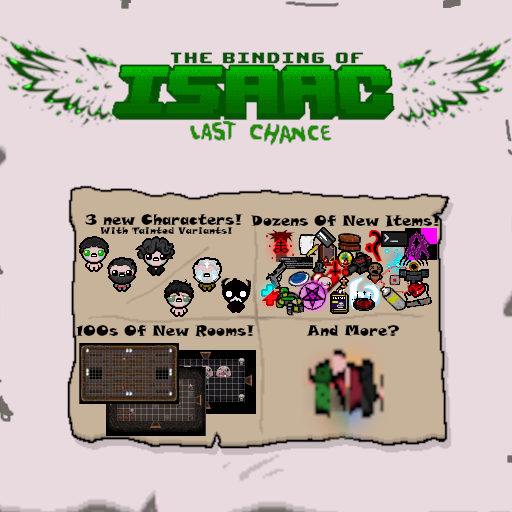 THE BINDING OF
ISAAC
LAST CHANCE
3 new Characters!
With Tainted Variants!
Dozens Of New Items!
100s Of New Rooms!
And More?